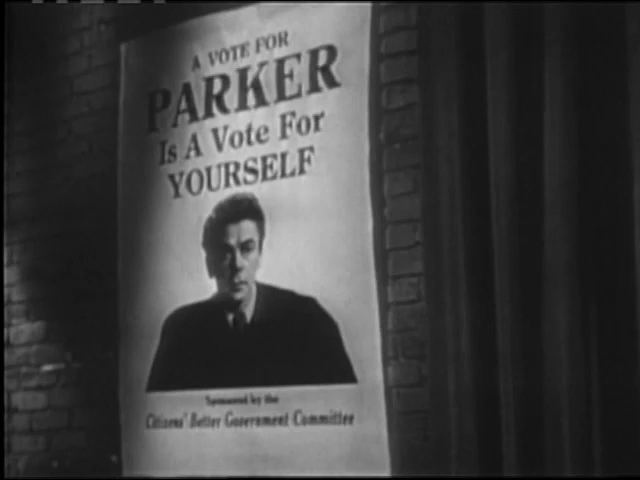 A VOTE FOR
PARKER
Is A Vote For
YOURSELF
Sponsored by the
Citizens' Better Government Committee